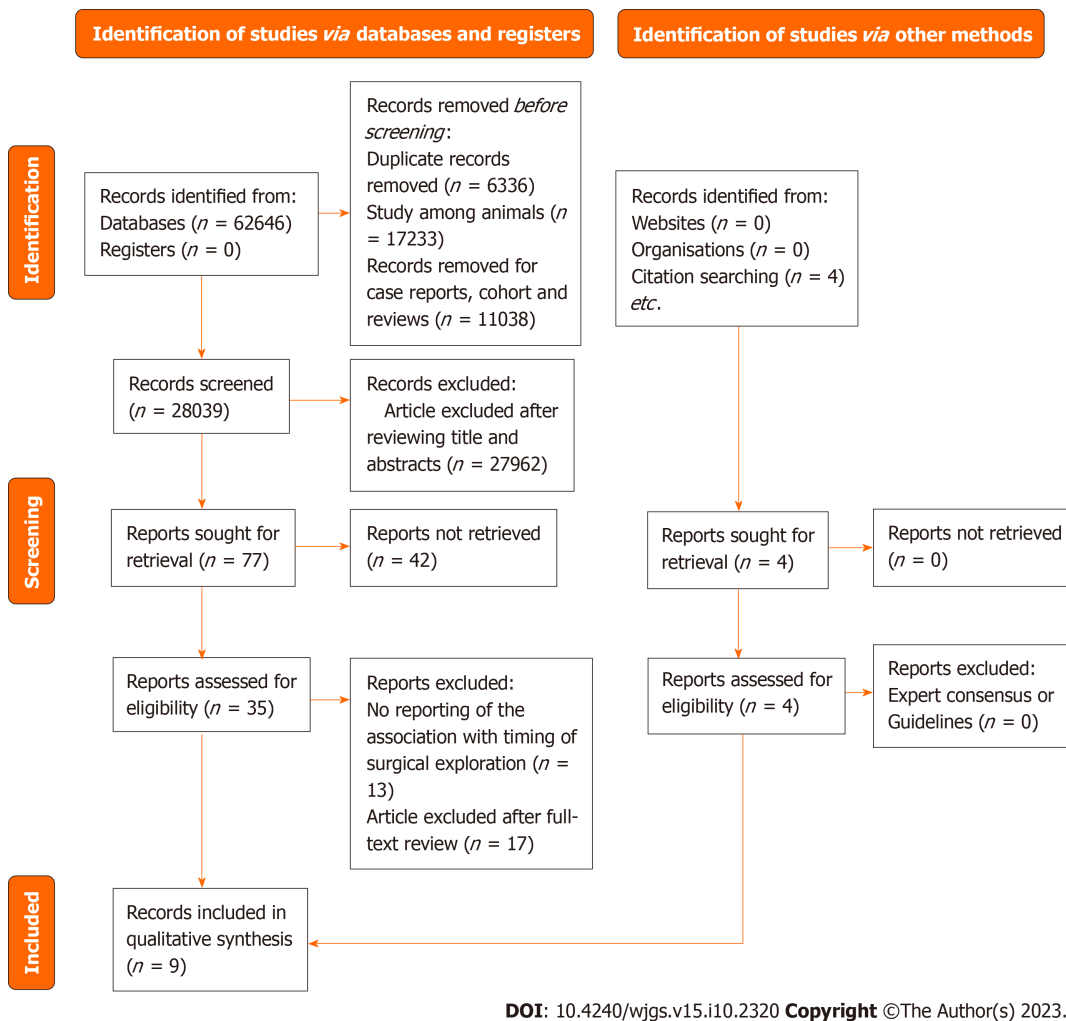 Identification of studies via databases and registers
Identification of studies via other methods
Identification
Records identified from:
Databases (n = 62646)
Registers (n = 0)
Records removed before
screening:
Duplicate records
removed (n = 6336)
Study among animals (n
= 17233)
Records removed for
case reports, cohort and
reviews (n = 11038)
Records identified from:
Websites (n = 0)
Organisations (n = 0)
Citation searching (n = 4)
etc.
Screening
Records screened
(n = 28039)
Records excluded:
Article excluded after
reviewing title and
abstracts (n = 27962)
Reports sought for
retrieval (n = 77)
Reports not retrieved
(n = 42)
Reports sought for
retrieval (n = 4)
Reports not retrieved
(n = 0)
Reports assessed for
eligibility (n = 35)
Reports excluded:
No reporting of the
association with timing of
surgical exploration (n =
13)
Article excluded after full-
text review (n = 17)
Reports assessed for
eligibility (n = 4)
Reports excluded:
Expert consensus or
Guidelines (n = 0)
Included
Records included in
qualitative synthesis
(n = 9)
DOI: 10.4240/wjgs.v15.i10.2320 Copyright ©The Author(s) 2023.